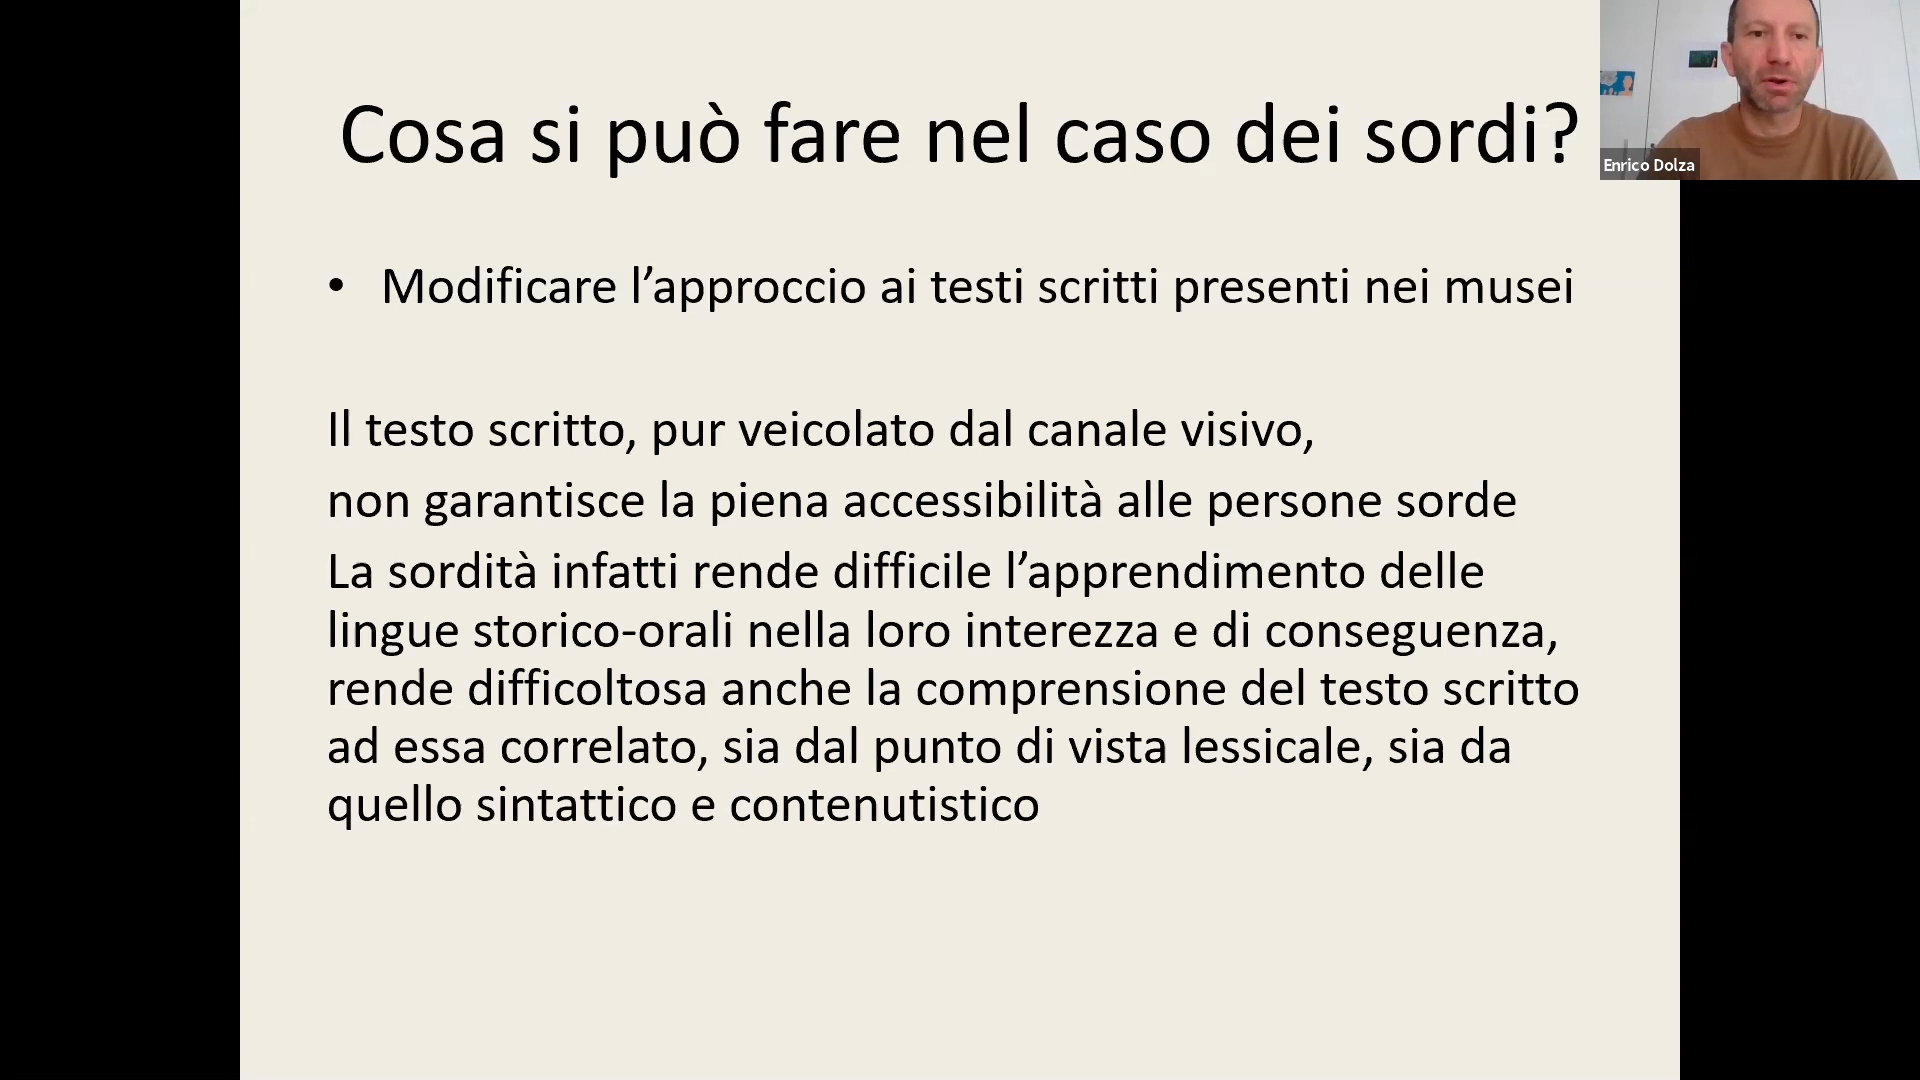 Cosa si può fare nel caso dei sordi?
Enrico Dolza
• Modificare l’approccio ai testi scritti presenti nei musei
Il testo scritto, pur veicolato dal canale visivo,
non garantisce la piena accessibilità alle persone sorde
La sordità infatti rende difficile l’apprendimento delle
lingue storico-orali nella loro interezza e di conseguenza,
rende difficoltosa anche la comprensione del testo scritto
ad essa correlato, sia dal punto di vista lessicale, sia da
quello sintattico e contenutistico